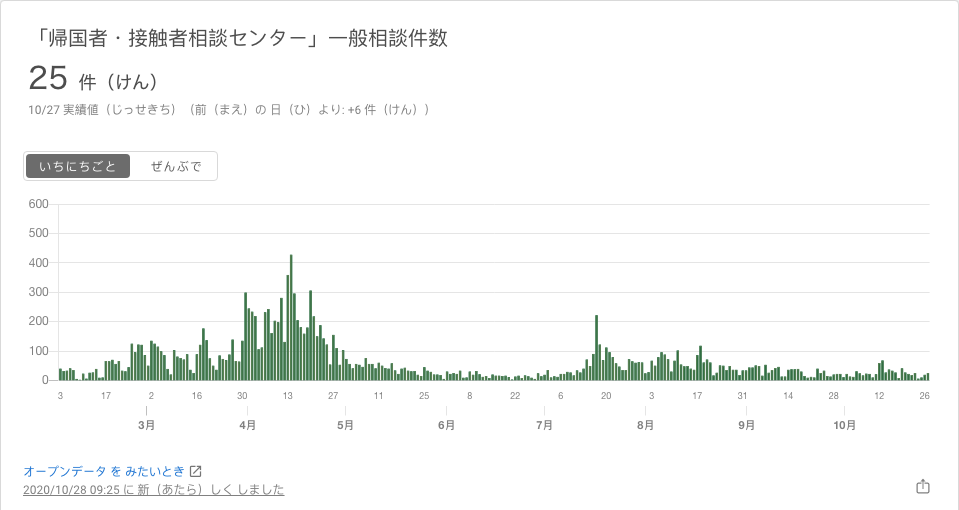 「帰国者・接触者相談センター」一般相談件数
25 件（けん）
10/27 実績値（じっせきち）（前（まえ）の 日（ひ）より: +6 件（けん））
いちにちごと ぜんぶで
600
500
400
300
200
100
0
3 17 2 16 30 13 27 11 25 8 22 6 20 3 17 31 14 28 12 26
3月 4月 5月 6月 7月 8月 9月 10月
オープンデータ を みたいとき
2020/10/28 09:25 に 新（あたら）しく しました